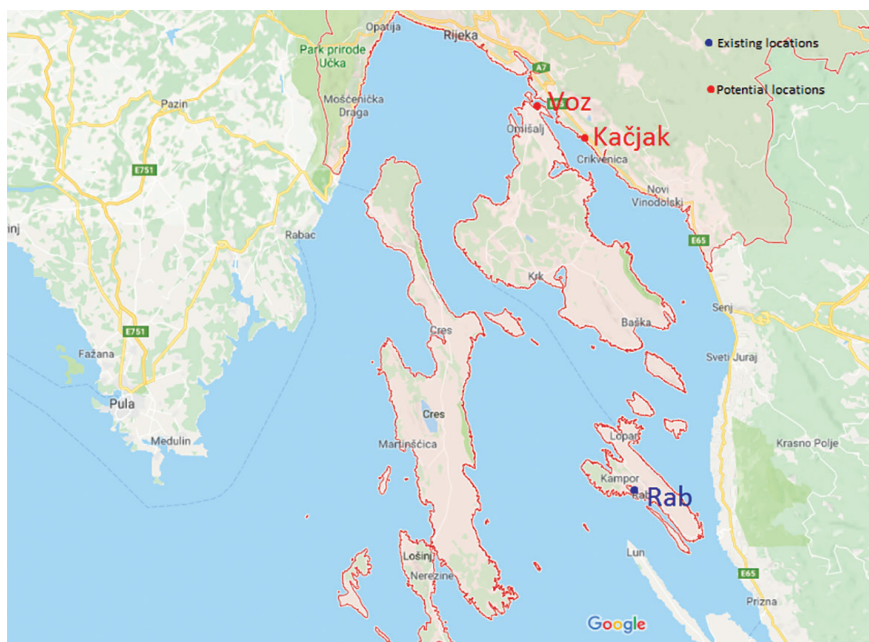 Opatija
Rijeka
Existing locations
Park prirode
Učka
A7
Potential locations
Voz
Pazin
Mošćenička
Draga
Omišalj
Kačjak
Crikvenica
E751
Novi
Vinodolski
inj
Rabac
E65
Krk
Senj
Cres
Baška
E751
Fažana
Sveti Juraj
Pula
Cres
Medulin
Martinšćica
Lopar
Krasno Polje
Kampor
Rab
Lun
Lošinj
Nerezine
E65
Prizna
Google